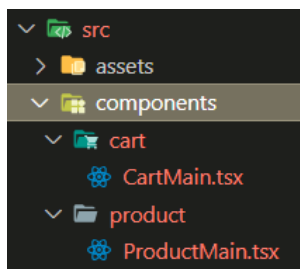 src
assets
components
cart
CartMain.tsx
product
ProductMain.tsx